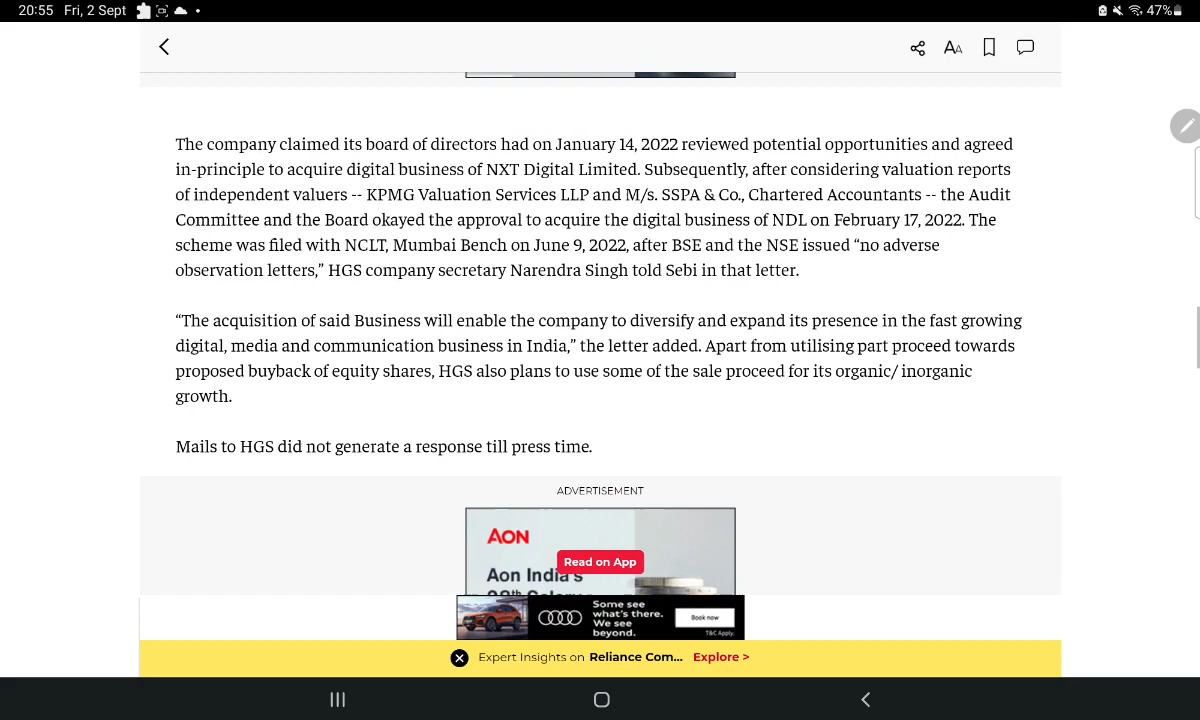 20:55 Fri, 2 Sept
47%
AA
The company claimed its board of directors had on January 14, 2022 reviewed potential opportunities and agreed
in-principle to acquire digital business of NXT Digital Limited. Subsequently, after considering valuation reports
of independent valuers -- KPMG Valuation Services LLP and M/s. SSPA & Co., Chartered Accountants -- the Audit
Committee and the Board okayed the approval to acquire the digital business of NDL on February 17, 2022. The
scheme was filed with NCLT, Mumbai Bench on June 9, 2022, after BSE and the NSE issued “no adverse
observation letters,” HGS company secretary Narendra Singh told Sebi in that letter.
“The acquisition of said Business will enable the company to diversify and expand its presence in the fast growing
digital, media and communication business in India,” the letter added. Apart from utilising part proceed towards
proposed buyback of equity shares, HGS also plans to use some of the sale proceed for its organic/ inorganic
growth.
Mails to HGS did not generate a response till press time.
ADVERTISEMENT
AON
Read on App
Aon India's
Some see
what's there.
We see
beyond.
Book now
T&C Apply.
Expert Insights on Reliance Com... Explore >